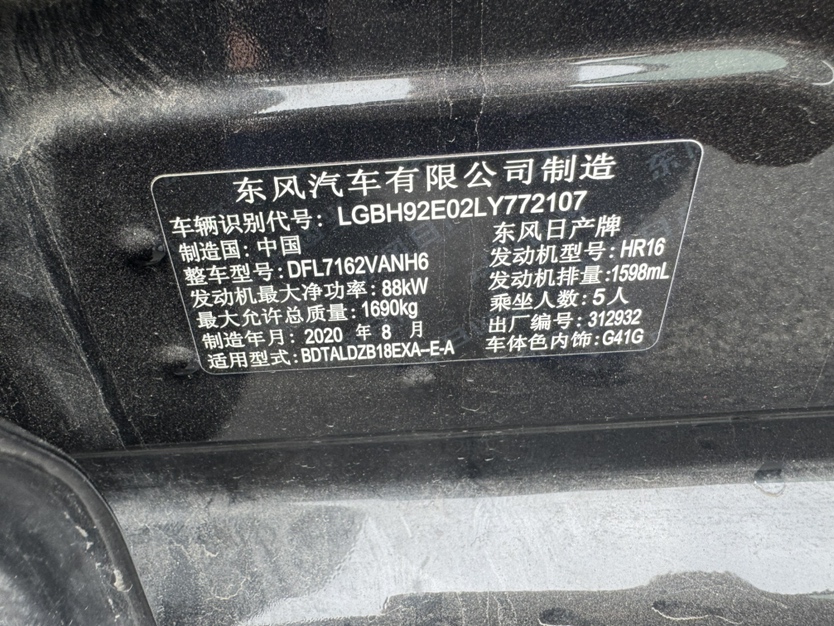 东风汽车有限公司制造
车辆识别代号: LGBH92E02LY772107
制造国: 中国 东风日产牌
整车型号: DFL7162VANH6 发动机型号: HR16
发动机最大净功率: 88kW 发动机排量: 1598mL
最大允许总质量: 1690kg 乘坐人数: 5人
制造年月: 2020 年 8 月 出厂编号: 312932
适用型式: BDTALDZB18EXA-E-A 车体色内饰: G41G